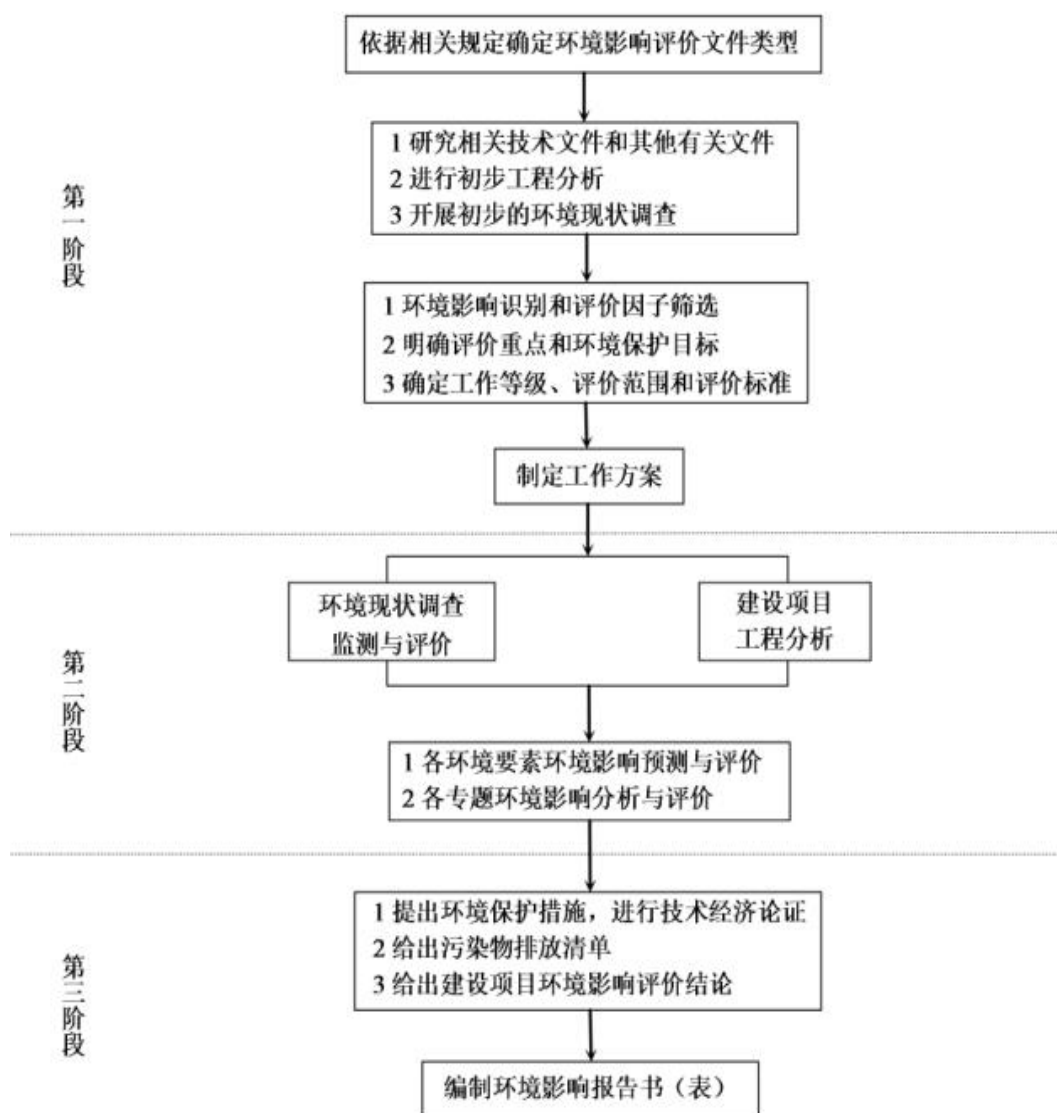 依据相关规定确定环境影响评价文件类型
1 研究相关技术文件和其他有关文件
2 进行初步工程分析
3 开展初步的环境现状调查
第一阶段
1 环境影响识别和评价因子筛选
2 明确评价重点和环境保护目标
3 确定工作等级、评价范围和评价标准
制定工作方案
环境现状调查
监测与评价
建设项目
工程分析
第二阶段
1 各环境要素环境影响预测与评价
2 各专题环境影响分析与评价
1 提出环境保护措施，进行技术经济论证
2 给出污染物排放清单
3 给出建设项目环境影响评价结论
第三阶段
编制环境影响报告书（表）